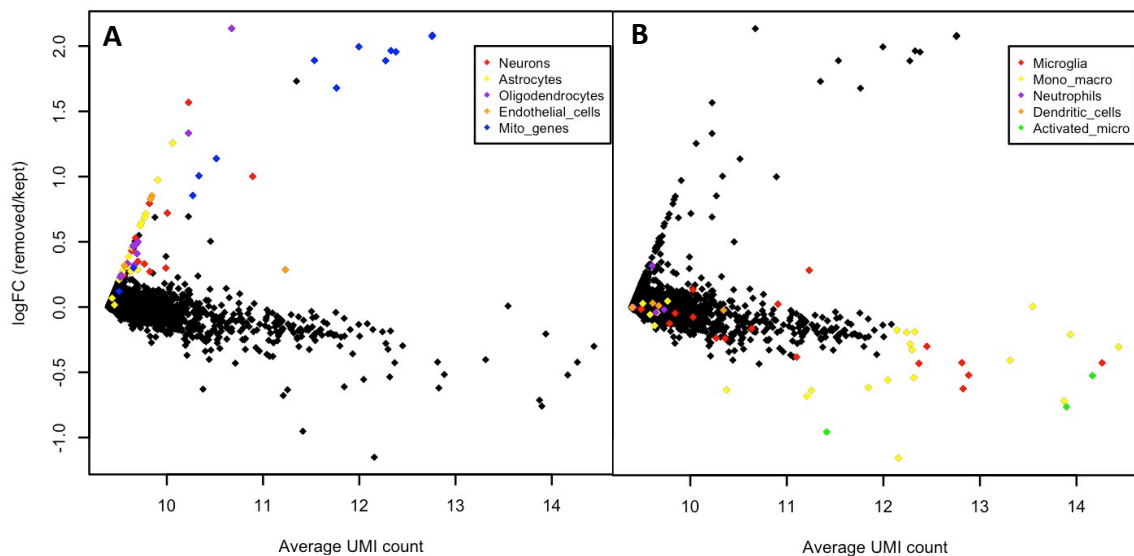 A
B
Neurons
Astrocytes
Oligodendrocytes
Endothelial_cells
Mito_genes
Microglia
Mono_macro
Neutrophils
Dendritic_cells
Activated_micro
logFC (removed/kept)
2.0
1.5
1.0
0.5
0.0
-0.5
-1.0
10 11 12 13 14
10 11 12 13 14
Average UMI count
Average UMI count